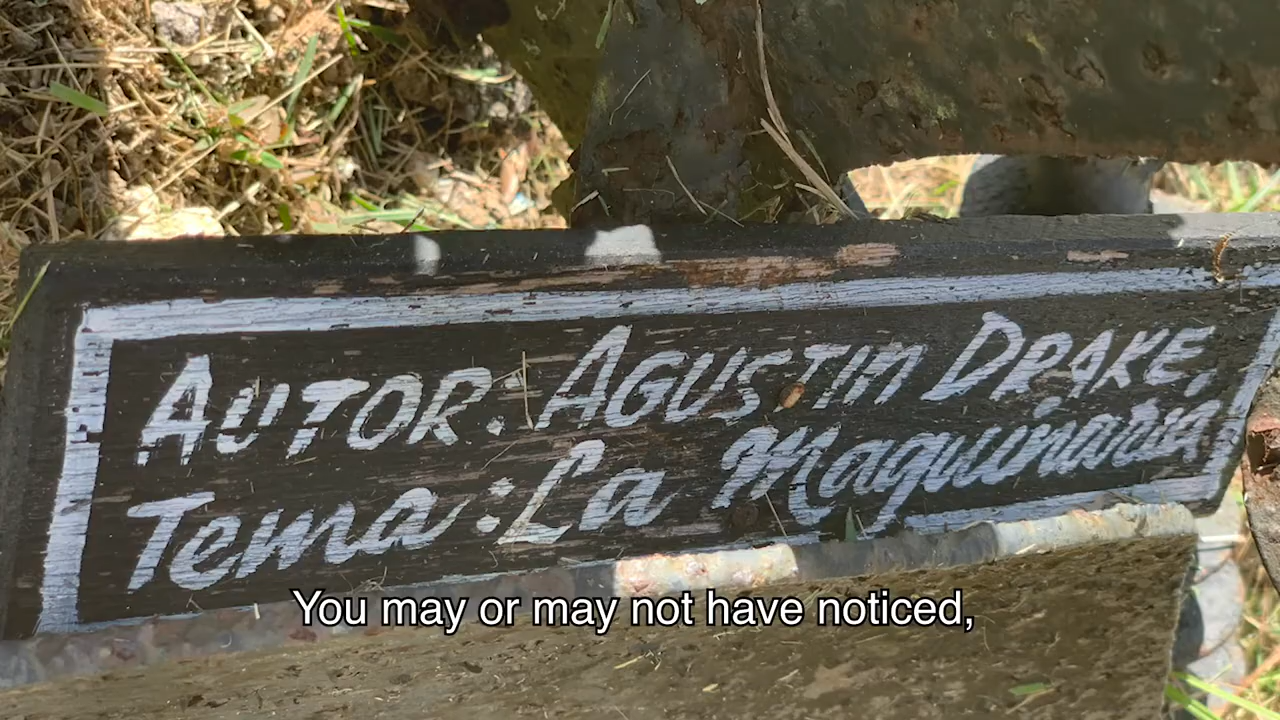 AUTOR: AGUSTIN DRAKE,
Tema: La Maquinaria
You may or may not have noticed,